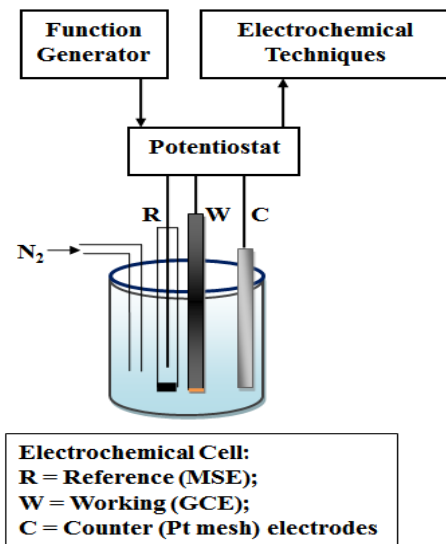 Function
Generator
Electrochemical
Techniques
Potentiostat
R W C
N₂
Electrochemical Cell:
R = Reference (MSE);
W = Working (GCE);
C = Counter (Pt mesh) electrodes